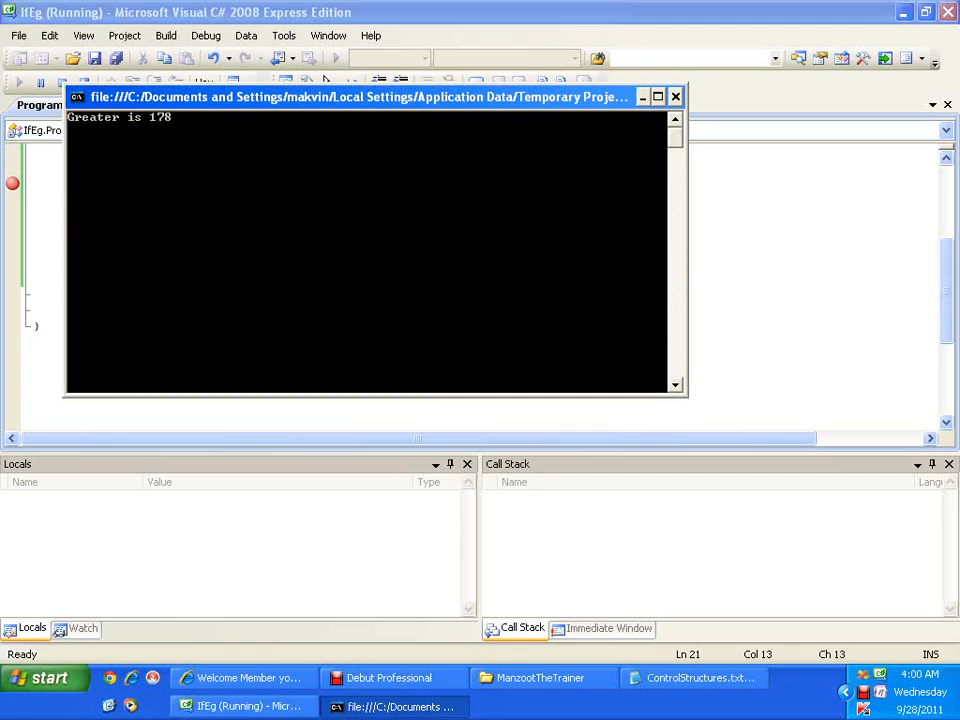 IfEg (Running) - Microsoft Visual C# 2008 Express Edition
File Edit View Project Build Debug Data Tools Window Help
file:///C:/Documents and Settings/makvin/Local Settings/Application Data/Temporary Proje...
Program
IfEg.Pro
Greater is 178
}
Locals
Name Value Type
Call Stack
Name Lang
Locals Watch
Call Stack Immediate Window
Ready Ln 21 Col 13 Ch 13 INS
start
Welcome Member yo...
Debut Professional
ManzootTheTrainer
ControlStructures.txt...
IfEg (Running) - Micr...
file:///C:/Documents ...
4:00 AM
Wednesday
9/28/2011